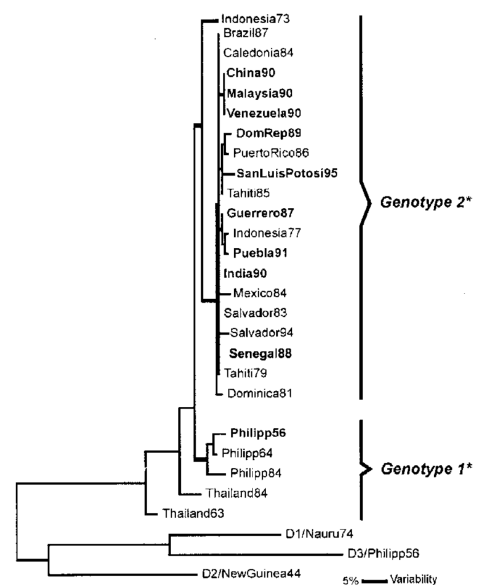 Indonesia73
Brazil87
Caledonia84
China90
Malaysia90
Venezuela90
DomRep89
PuertoRico86
SanLuisPotosi95
Tahiti85
Genotype 2*
Guerrero87
Indonesia77
Puebla91
India90
Mexico84
Salvador83
Salvador94
Senegal88
Tahiti79
Dominica81
Philipp56
Philipp64
Genotype 1*
Philipp84
Thailand84
Thailand63
D1/Nauru74
D3/Philipp56
D2/NewGuinea44
5% Variability